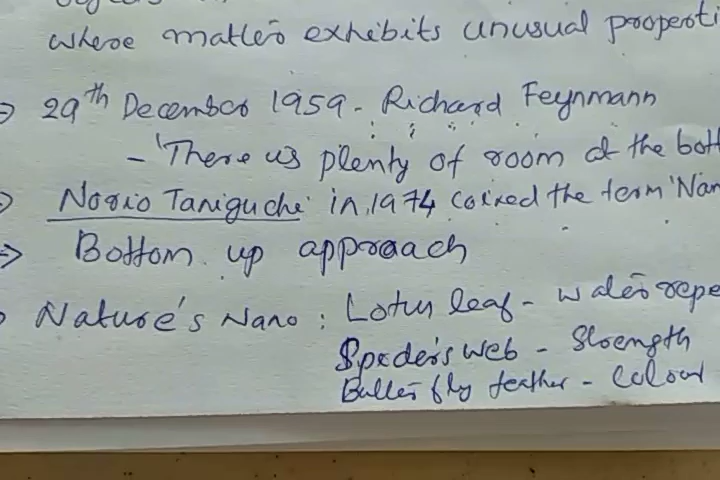 where matter exhibits unusual properti
⇒ 29th December 1959 - Richard Feynmann
- 'There is plenty of room at the bott
⇒ Norio Taniguchi in 1974 coined the term 'Nan
⇒ Bottom up approach
Nature's Nano : Lotus leaf - water repe
Spider's web - Strength
Butterfly feather - Colour